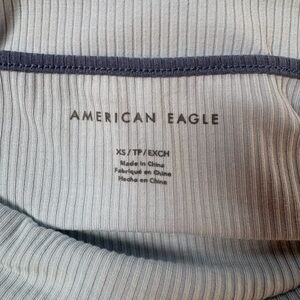 AMERICAN EAGLE
XS/TP/EXCH
Made in China
Fabriqué en Chine
Hecho en China